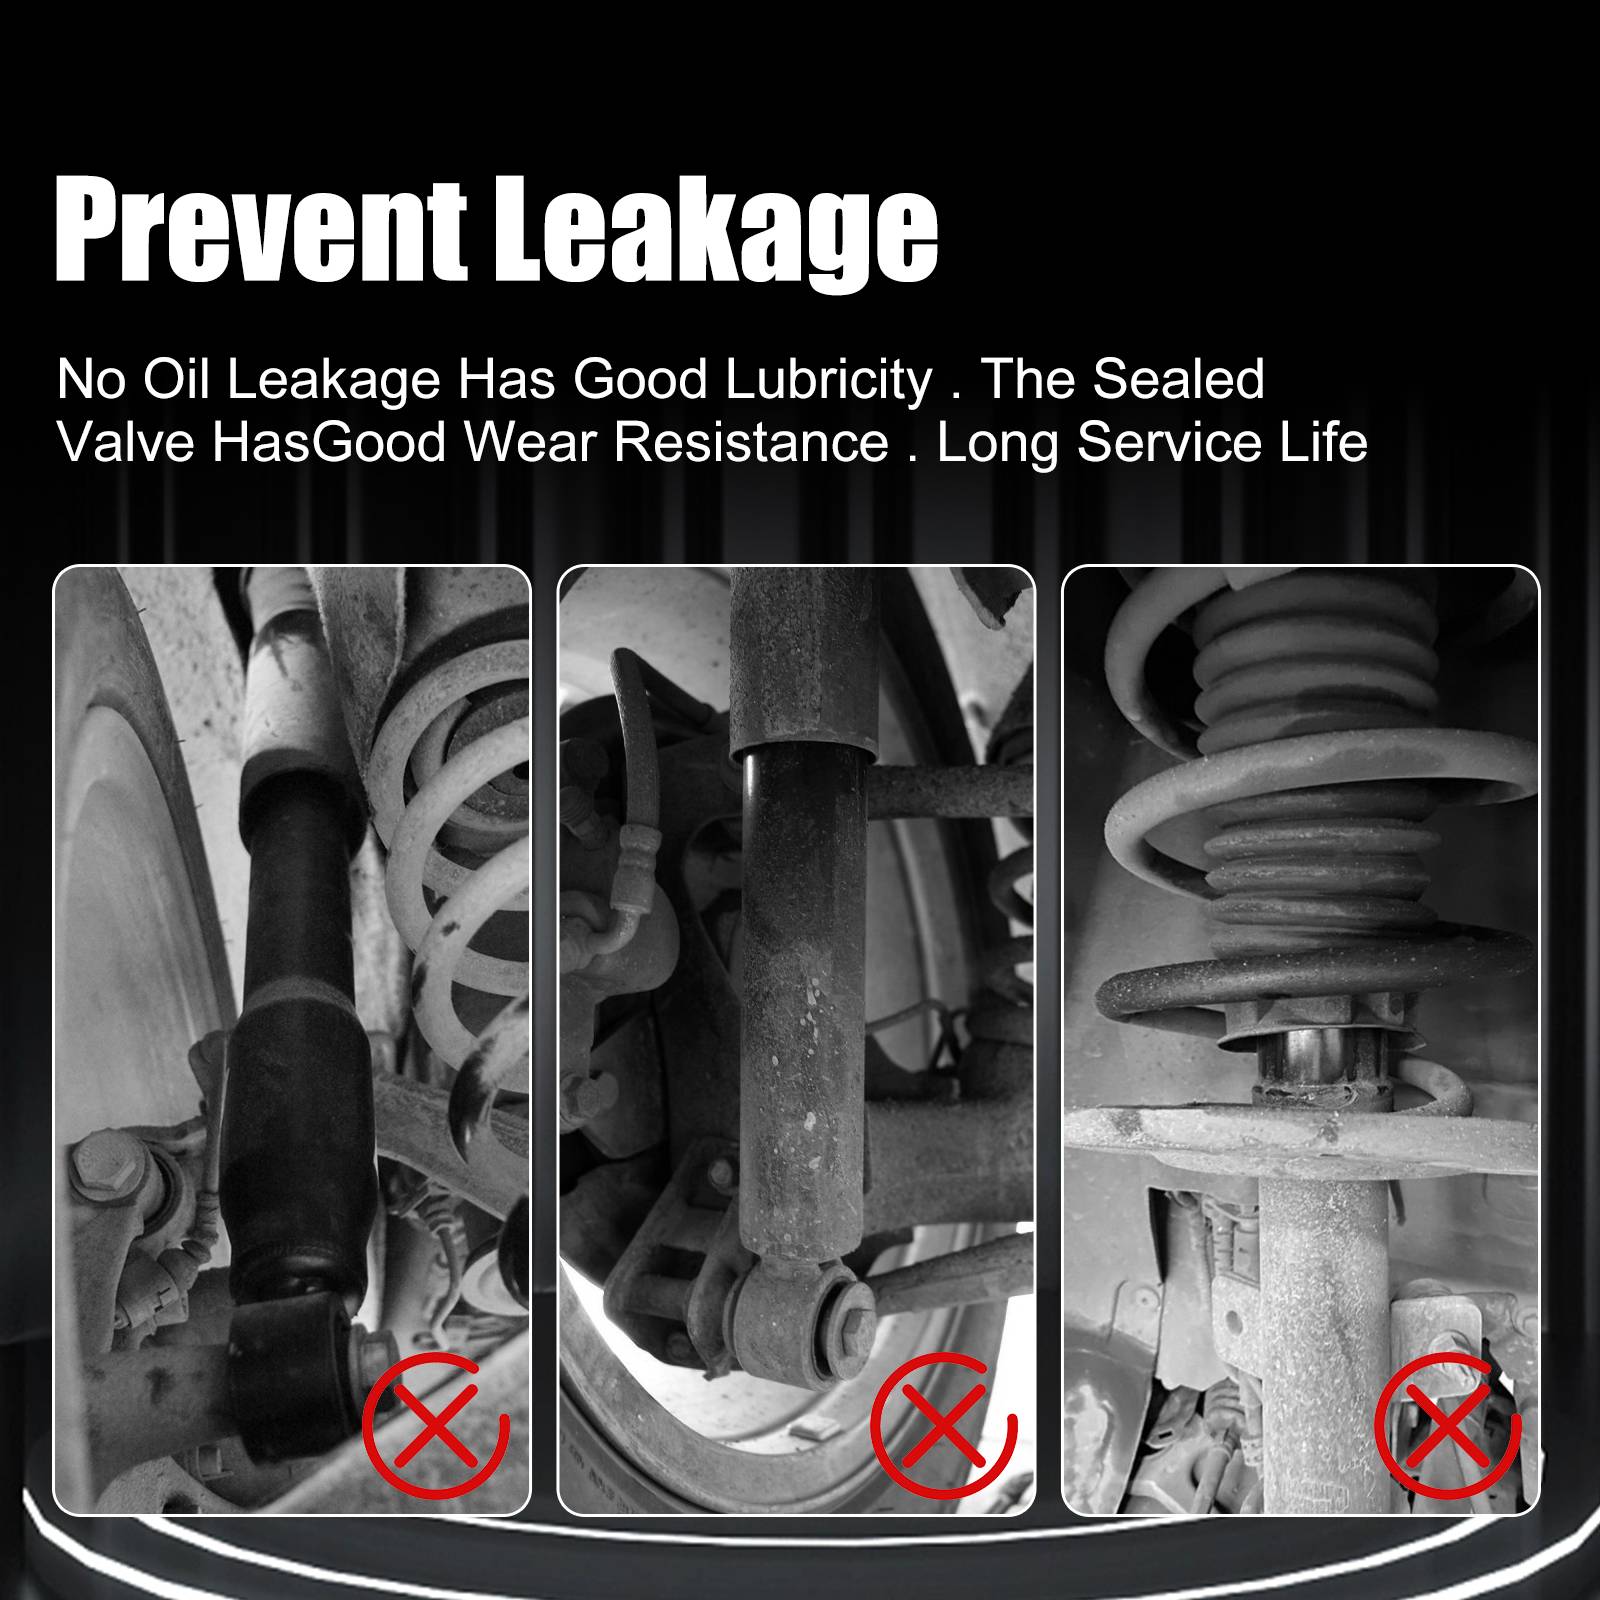 Prevent Leakage
No Oil Leakage Has Good Lubricity . The Sealed
Valve HasGood Wear Resistance . Long Service Life